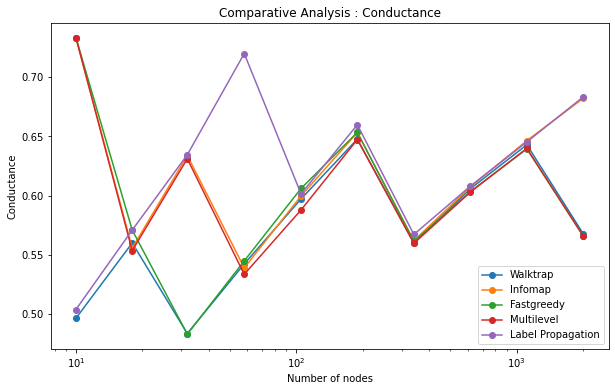 Comparative Analysis : Conductance
Conductance
0.70
0.65
0.60
0.55
0.50
10¹
10²
10³
Number of nodes
Walktrap
Infomap
Fastgreedy
Multilevel
Label Propagation